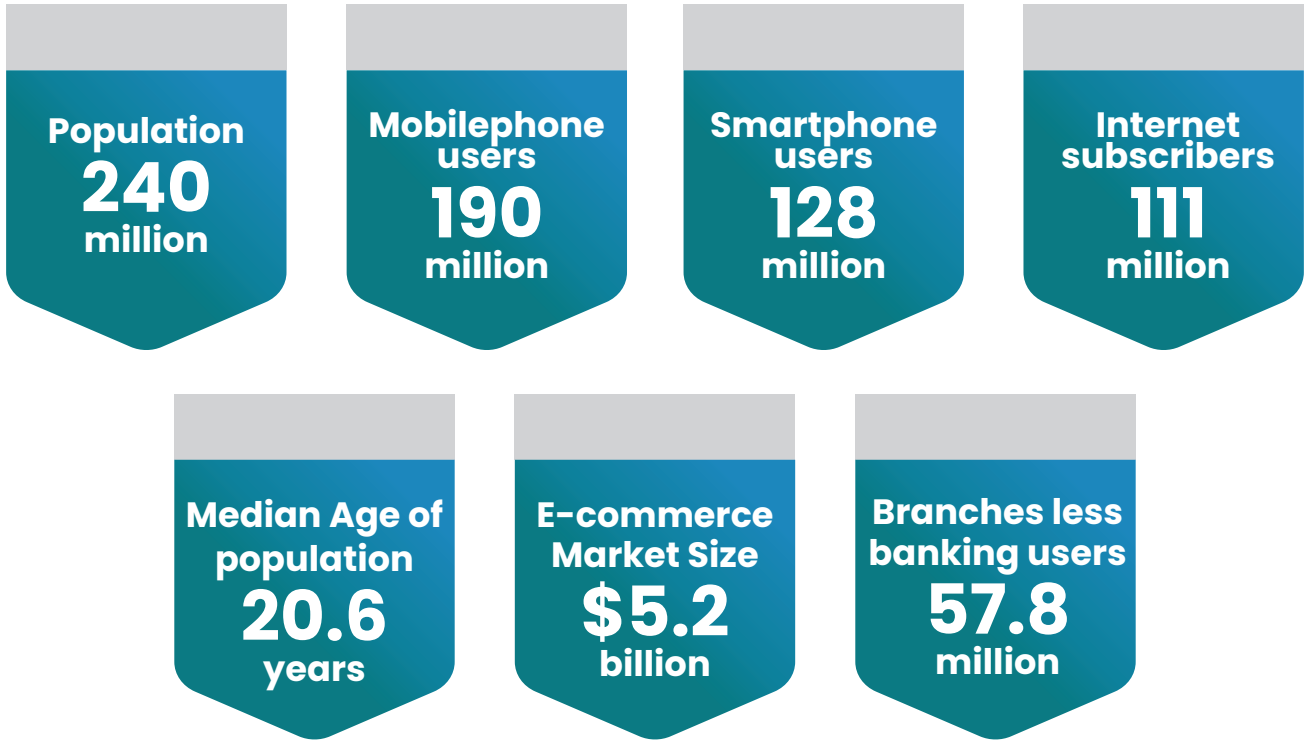 Population
240
million
Mobilephone
users
190
million
Smartphone
users
128
million
Internet
subscribers
111
million
Median Age of
population
20.6
years
E-commerce
Market Size
$5.2
billion
Branches less
banking users
57.8
million